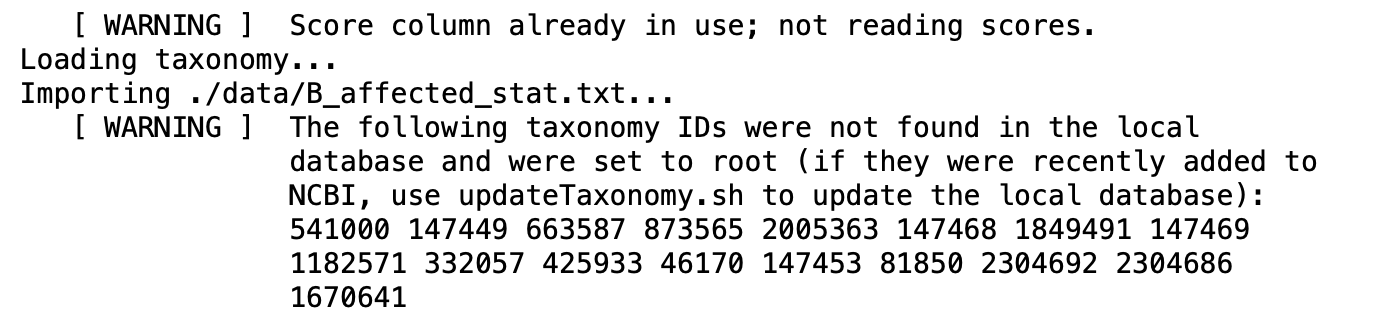 [ WARNING ] Score column already in use; not reading scores.
Loading taxonomy...
Importing ./data/B_affected_stat.txt...
[ WARNING ] The following taxonomy IDs were not found in the local
database and were set to root (if they were recently added to
NCBI, use updateTaxonomy.sh to update the local database):
541000 147449 663587 873565 2005363 147468 1849491 147469
1182571 332057 425933 46170 147453 81850 2304692 2304686
1670641